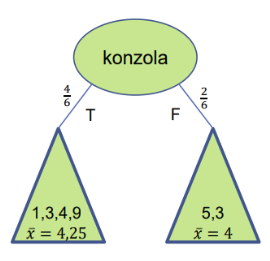 konzola
4/6
2/6
T
F
1,3,4,9
x̄ = 4,25
5,3
x̄ = 4